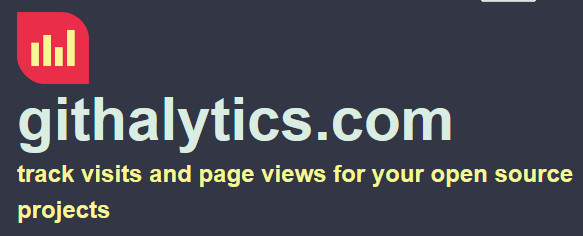 githalytics.com
track visits and page views for your open source
projects